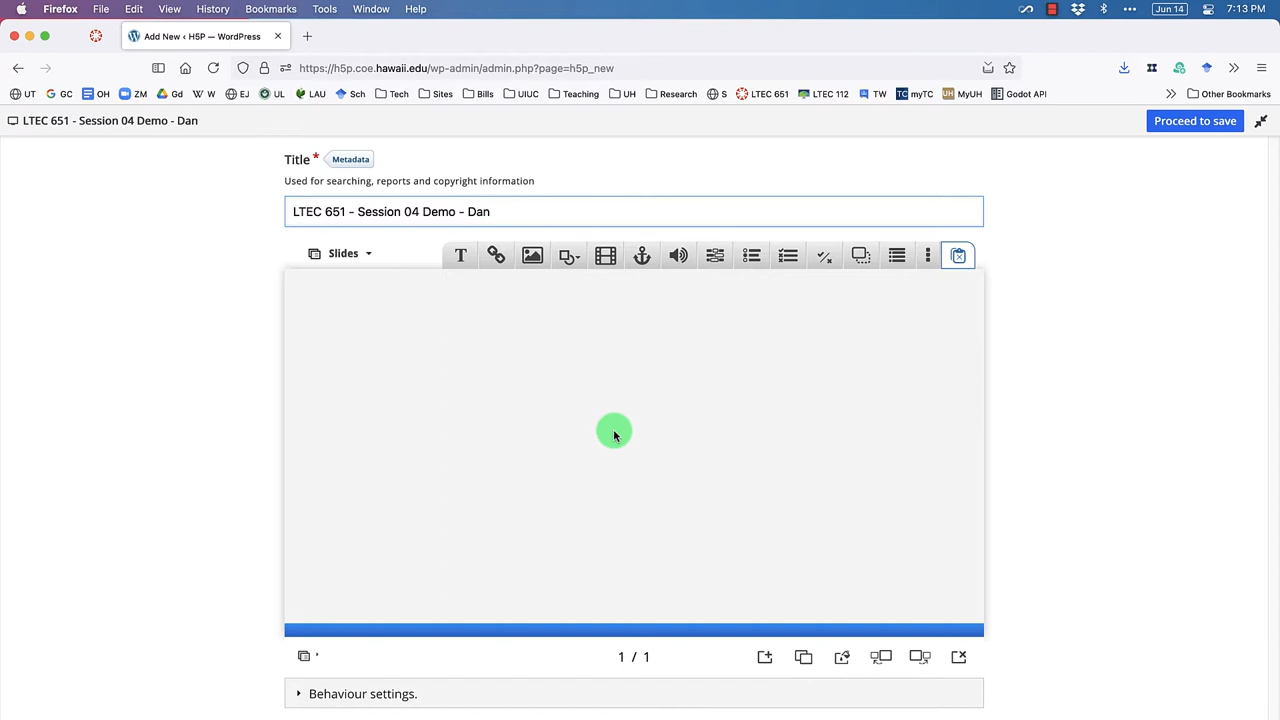 Firefox File Edit View History Bookmarks Tools Window Help Jun 14 7:13 PM
Add New ‹ H5P — WordPress
https://h5p.coe.hawaii.edu/wp-admin/admin.php?page=h5p_new
UT GC OH ZM Gd W EJ UL LAU Sch Tech Sites Bills UIUC Teaching UH Research S LTEC 651 LTEC 112 TW myTC MyUH Godot API Other Bookmarks
LTEC 651 - Session 04 Demo - Dan Proceed to save
Title * Metadata
Used for searching, reports and copyright information
LTEC 651 - Session 04 Demo - Dan
Slides T
1 / 1
Behaviour settings.